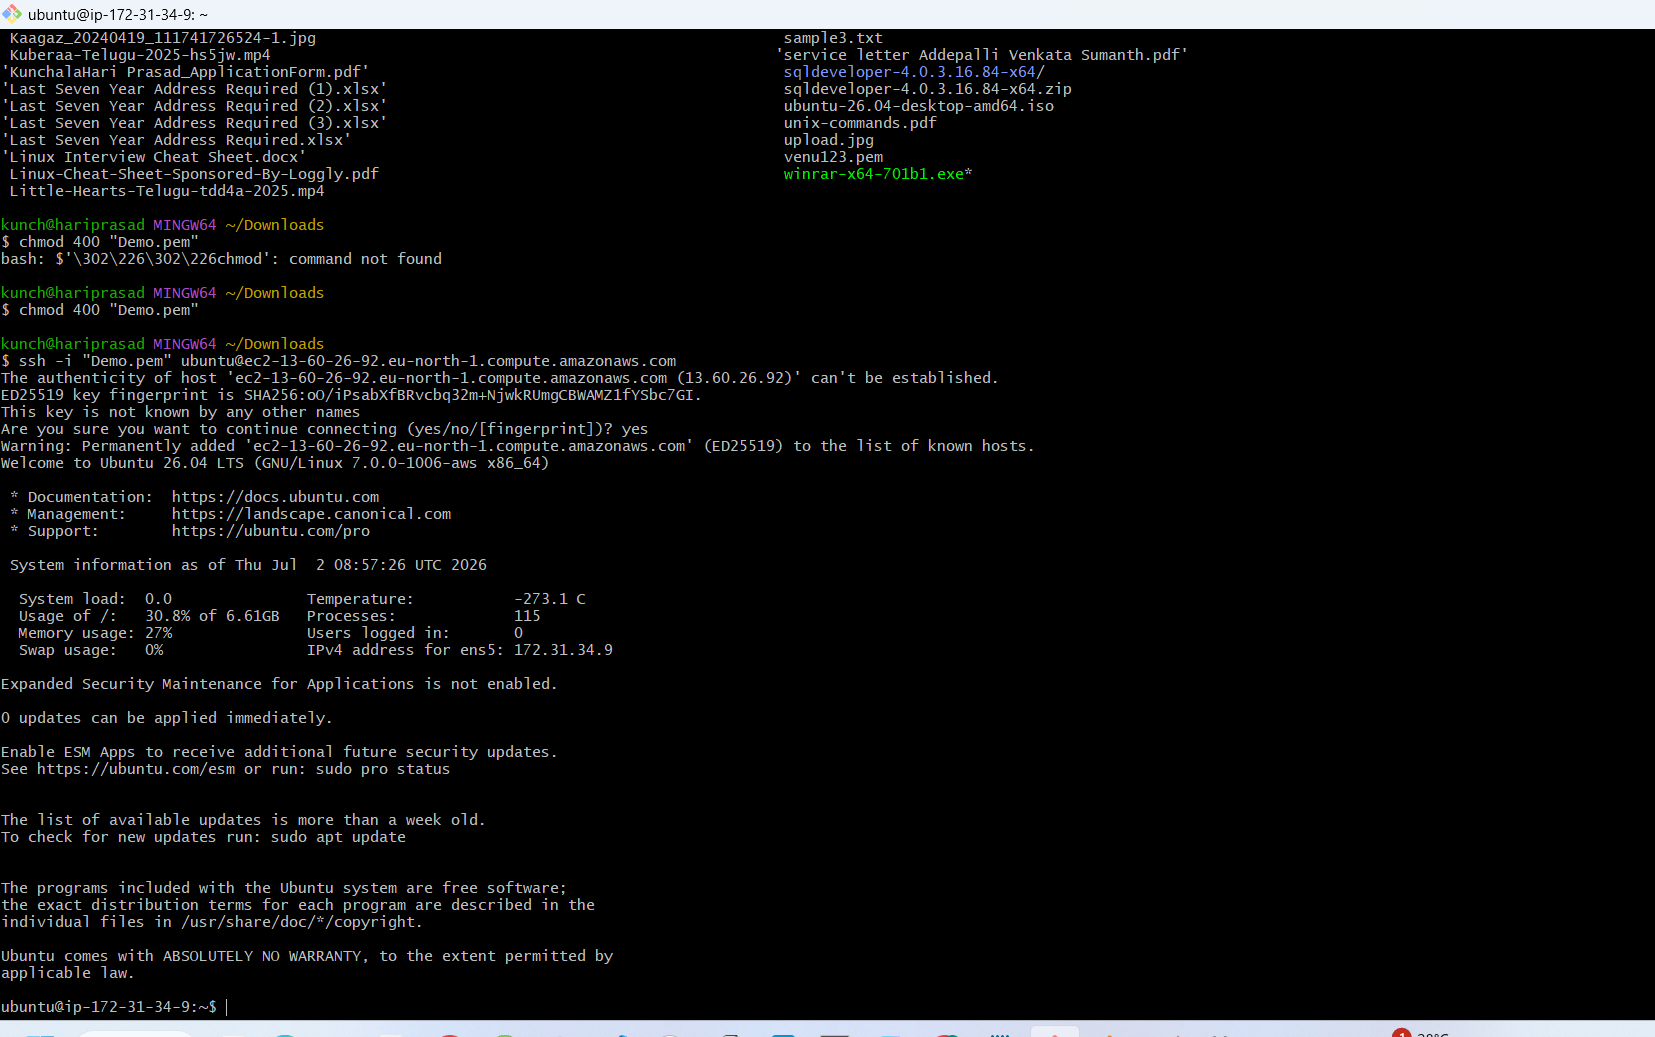 ubuntu@ip-172-31-34-9: ~
Kaagaz_20240419_111741726524-1.jpg sample3.txt
Kuberaa-Telugu-2025-hs5jw.mp4 'service letter Addepalli Venkata Sumanth.pdf'
'KunchalaHari Prasad_ApplicationForm.pdf' sqldeveloper-4.0.3.16.84-x64/
'Last Seven Year Address Required (1).xlsx' sqldeveloper-4.0.3.16.84-x64.zip
'Last Seven Year Address Required (2).xlsx' ubuntu-26.04-desktop-amd64.iso
'Last Seven Year Address Required (3).xlsx' unix-commands.pdf
'Last Seven Year Address Required.xlsx' upload.jpg
'Linux Interview Cheat Sheet.docx' venu123.pem
Linux-Cheat-Sheet-Sponsored-By-Loggly.pdf winrar-x64-701b1.exe*
Little-Hearts-Telugu-tdd4a-2025.mp4
kunch@hariprasad MINGW64 ~/Downloads
$ chmod 400 "Demo.pem"
bash: $'\302\226\302\226chmod': command not found
kunch@hariprasad MINGW64 ~/Downloads
$ chmod 400 "Demo.pem"
kunch@hariprasad MINGW64 ~/Downloads
$ ssh -i "Demo.pem" ubuntu@ec2-13-60-26-92.eu-north-1.compute.amazonaws.com
The authenticity of host 'ec2-13-60-26-92.eu-north-1.compute.amazonaws.com (13.60.26.92)' can't be established.
ED25519 key fingerprint is SHA256:oO/iPsabXfBRvcbq32m+NjwkRUmgCBWAMZ1fYSbc7GI.
This key is not known by any other names
Are you sure you want to continue connecting (yes/no/[fingerprint])? yes
Warning: Permanently added 'ec2-13-60-26-92.eu-north-1.compute.amazonaws.com' (ED25519) to the list of known hosts.
Welcome to Ubuntu 26.04 LTS (GNU/Linux 7.0.0-1006-aws x86_64)
* Documentation: https://docs.ubuntu.com
* Management: https://landscape.canonical.com
* Support: https://ubuntu.com/pro
System information as of Thu Jul 2 08:57:26 UTC 2026
System load: 0.0 Temperature: -273.1 C
Usage of /: 30.8% of 6.61GB Processes: 115
Memory usage: 27% Users logged in: 0
Swap usage: 0% IPv4 address for ens5: 172.31.34.9
Expanded Security Maintenance for Applications is not enabled.
0 updates can be applied immediately.
Enable ESM Apps to receive additional future security updates.
See https://ubuntu.com/esm or run: sudo pro status
The list of available updates is more than a week old.
To check for new updates run: sudo apt update
The programs included with the Ubuntu system are free software;
the exact distribution terms for each program are described in the
individual files in /usr/share/doc/*/copyright.
Ubuntu comes with ABSOLUTELY NO WARRANTY, to the extent permitted by
applicable law.
ubuntu@ip-172-31-34-9:~$